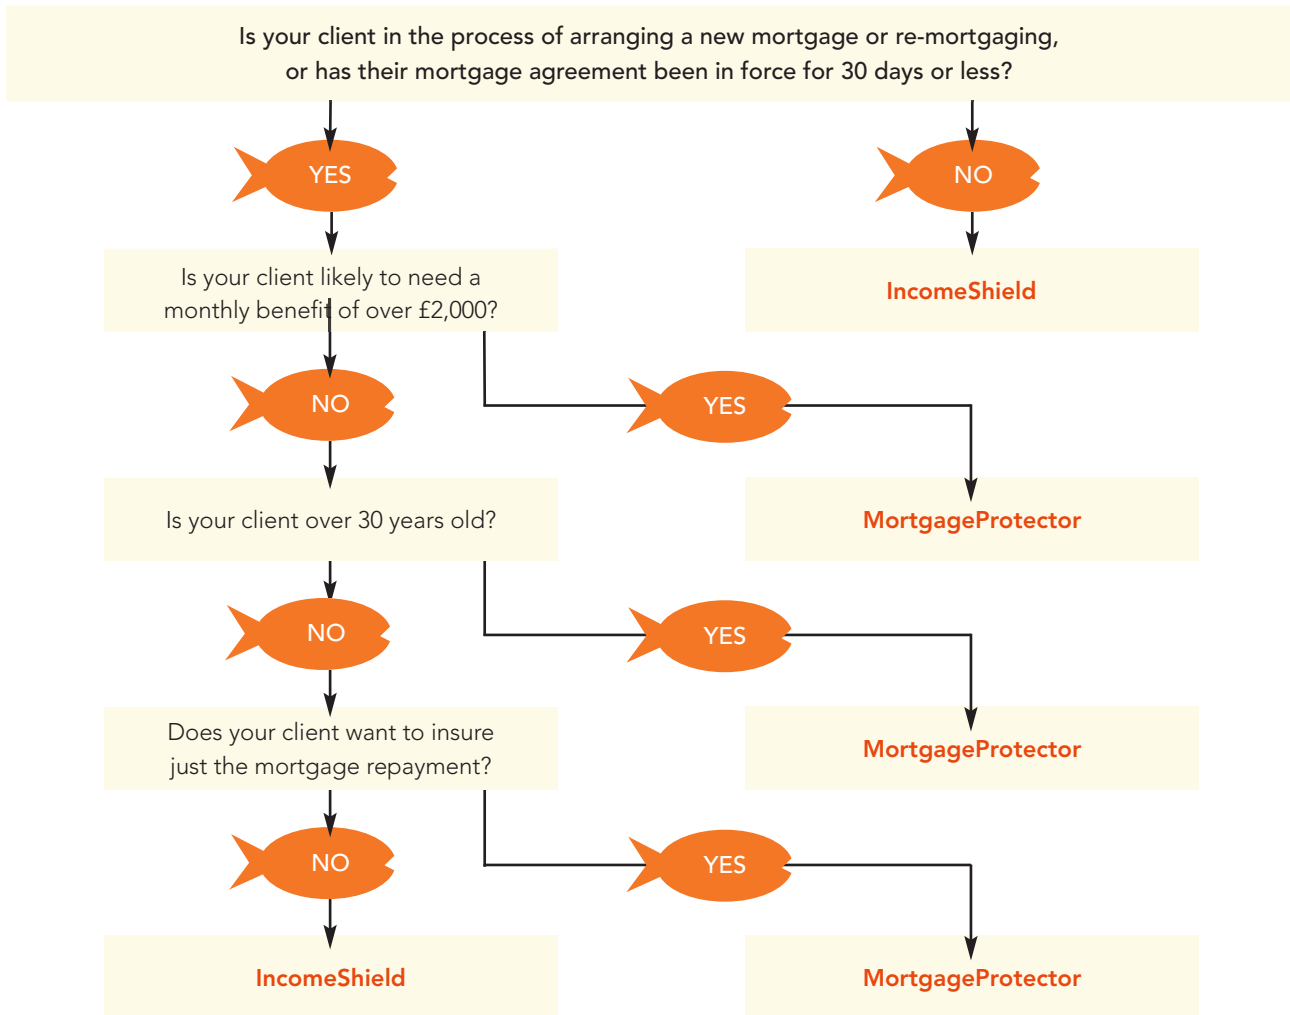 Is your client in the process of arranging a new mortgage or re-mortgaging,
or has their mortgage agreement been in force for 30 days or less?
YES
NO
Is your client likely to need a
monthly benefit of over £2,000?
IncomeShield
NO
YES
Is your client over 30 years old?
MortgageProtector
NO
YES
Does your client want to insure
just the mortgage repayment?
MortgageProtector
NO
YES
IncomeShield
MortgageProtector